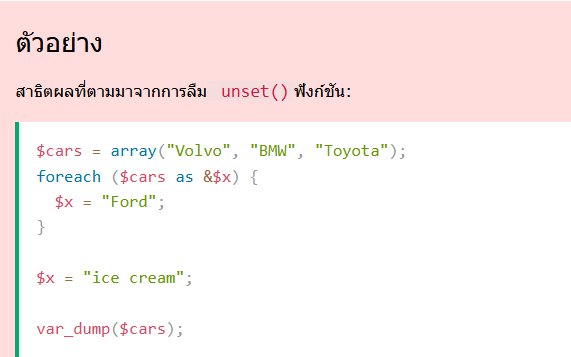 ตัวอย่าง
สาธิตผลที่ตามมาจากการลืม unset() ฟังก์ชัน:
$cars = array("Volvo", "BMW", "Toyota");
foreach ($cars as &$x) {
  $x = "Ford";
}
$x = "ice cream";
var_dump($cars);